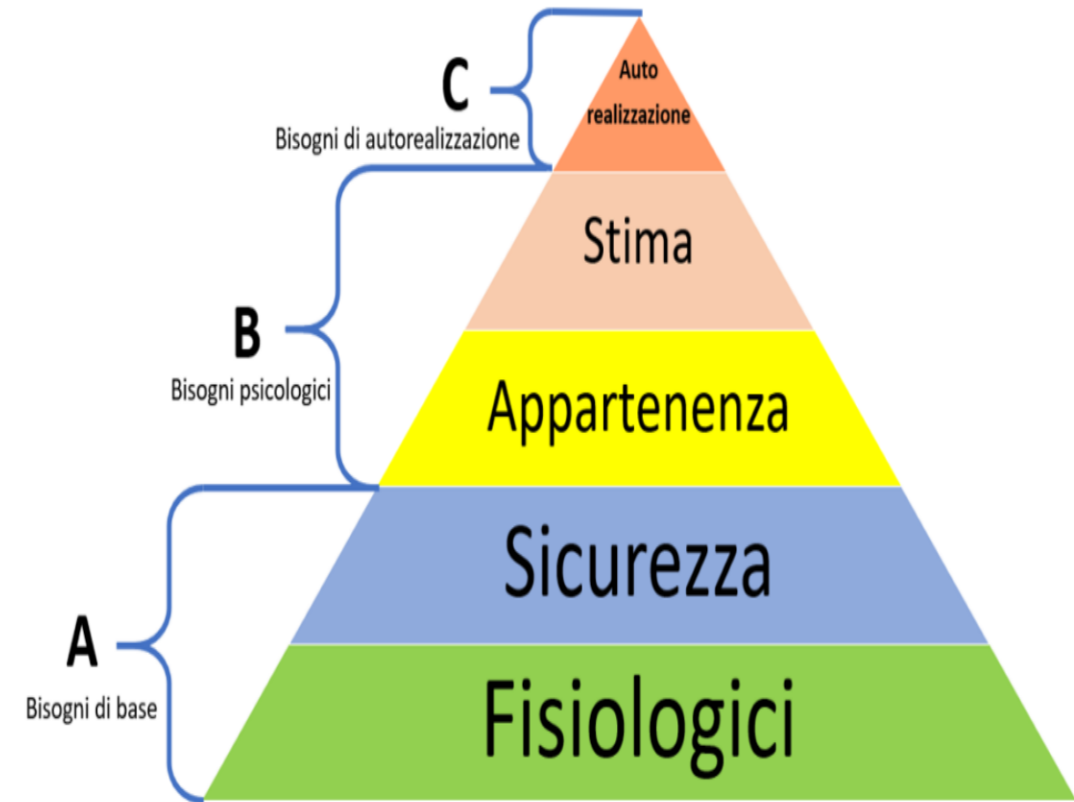 Auto
realizzazione
C
Bisogni di autorealizzazione
Stima
B
Bisogni psicologici
Appartenenza
Sicurezza
A
Bisogni di base
Fisiologici